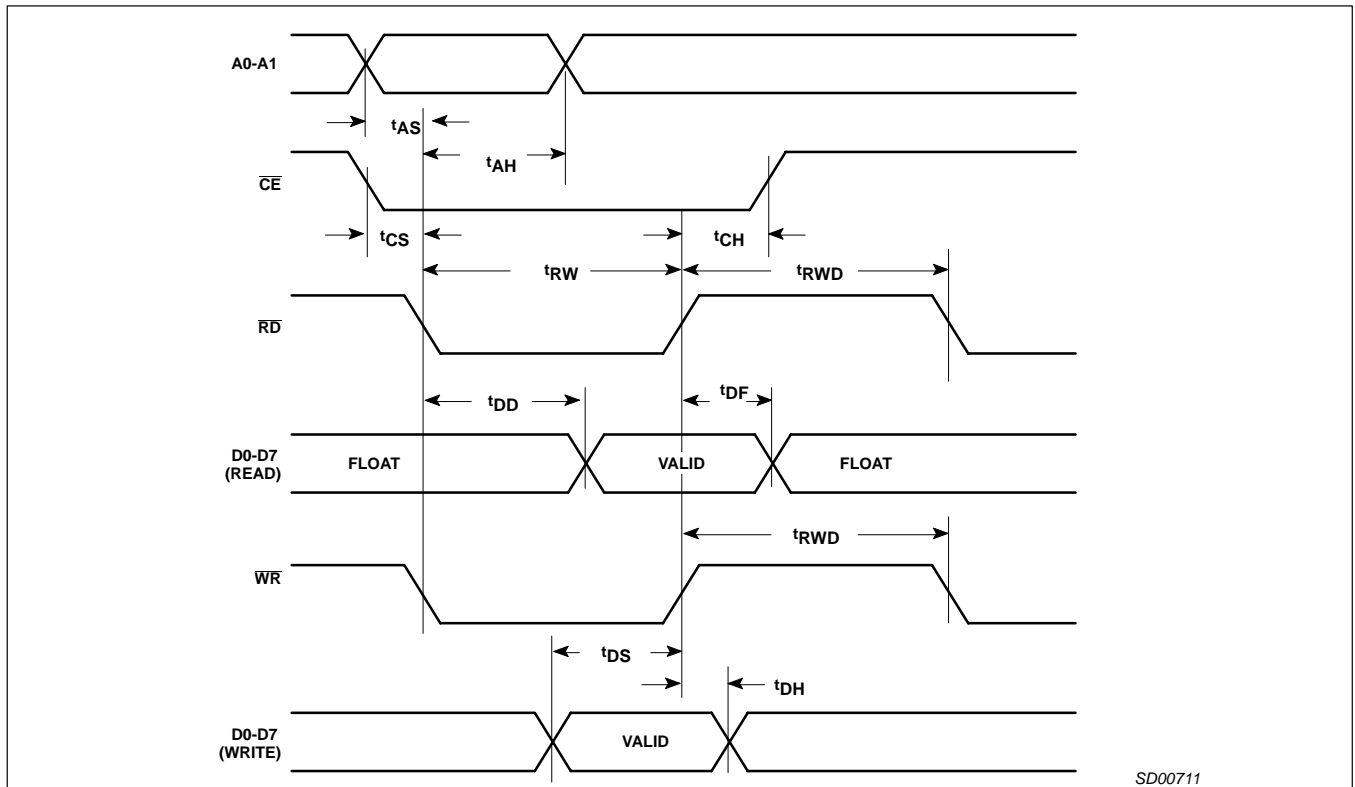 A0-A1
tAS
tAH
CE
tCS
tCH
tRW
tRWD
RD
tDD
tDF
D0-D7
(READ)
FLOAT
VALID
FLOAT
tRWD
WR
tDS
tDH
D0-D7
(WRITE)
VALID
SD00711